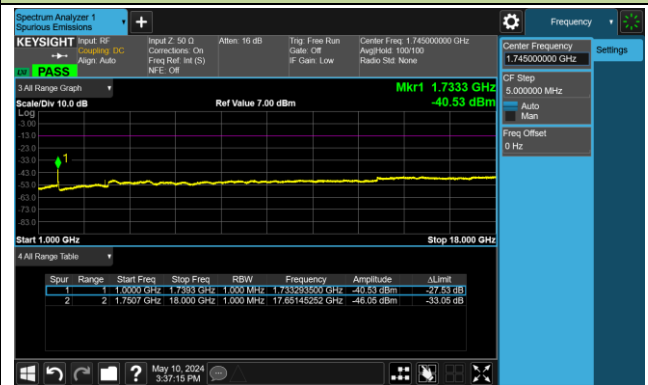 Spectrum Analyzer 1
Spurious Emissions
Frequency
KEYSIGHT Input: RF
Coupling: DC
Align: Auto
Input Z: 50 Ω
Corrections: On
Freq Ref: Int (S)
NFE: Off
Atten: 16 dB
Trig: Free Run
Gate: Off
IF Gain: Low
Center Freq: 1.745000000 GHz
Avg|Hold: 100/100
Radio Std: None
PASS
Center Frequency
1.745000000 GHz
Settings
CF Step
5.000000 MHz
Auto
Man
Freq Offset
0 Hz
3 All Range Graph
Mkr1 1.7333 GHz
Scale/Div 10.0 dB
Ref Value 7.00 dBm
-40.53 dBm
Log
-3.00
-13.0
-23.0
-33.0
-43.0
-53.0
-63.0
-73.0
-83.0
1
Start 1.000 GHz
Stop 18.000 GHz
4 All Range Table
Spur Range Start Freq Stop Freq RBW Frequency Amplitude ΔLimit
1 1 1.0000 GHz 1.7393 GHz 1.000 MHz 1.733293500 GHz -40.53 dBm -27.53 dB
2 2 1.7507 GHz 18.000 GHz 1.000 MHz 17.65145252 GHz -46.05 dBm -33.05 dB
May 10, 2024
3:37:15 PM